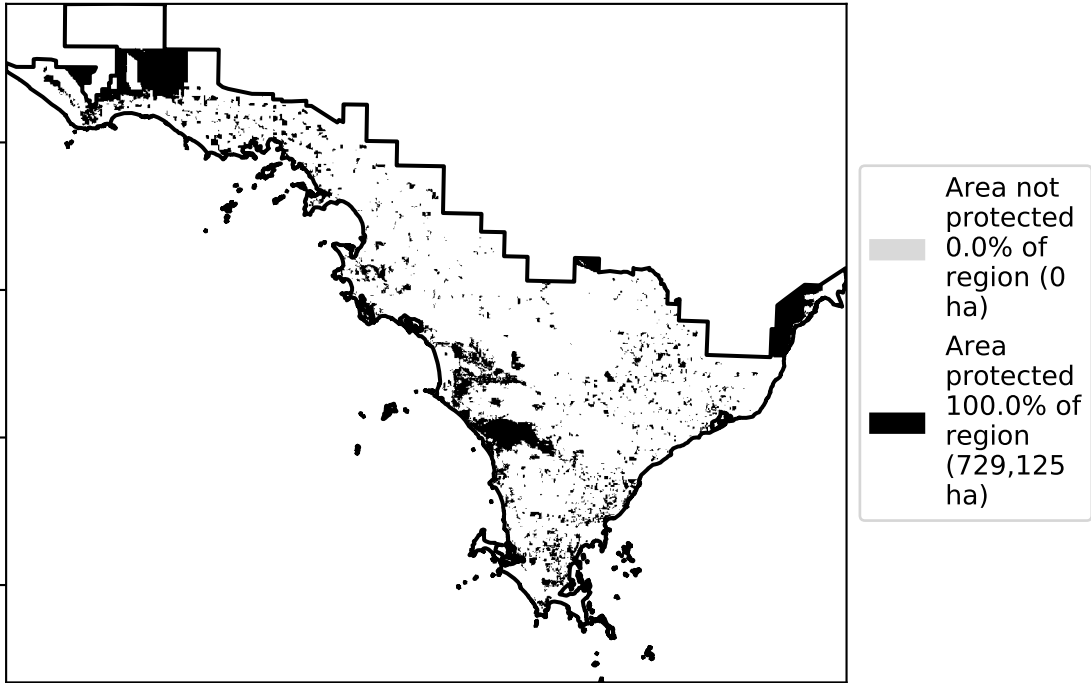 Area not
protected
0.0% of
region (0
ha)
Area
protected
100.0% of
region
(729,125
ha)